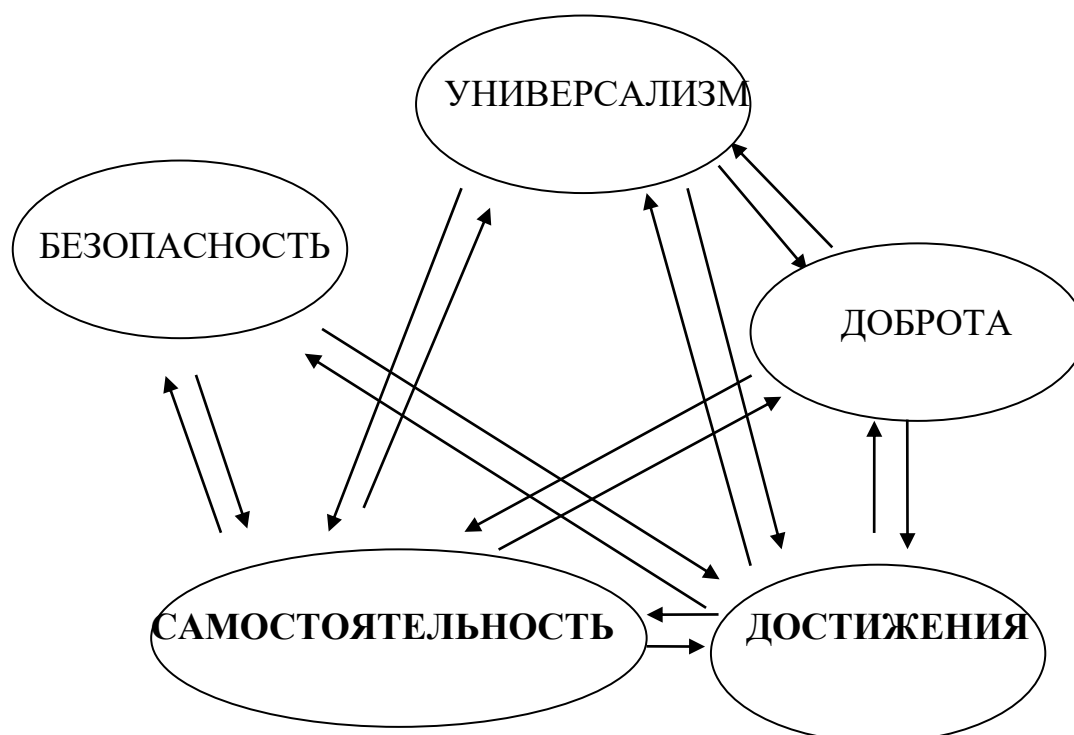 УНИВЕРСАЛИЗМ
БЕЗОПАСНОСТЬ
ДОБРОТА
САМОСТОЯТЕЛЬНОСТЬ
ДОСТИЖЕНИЯ